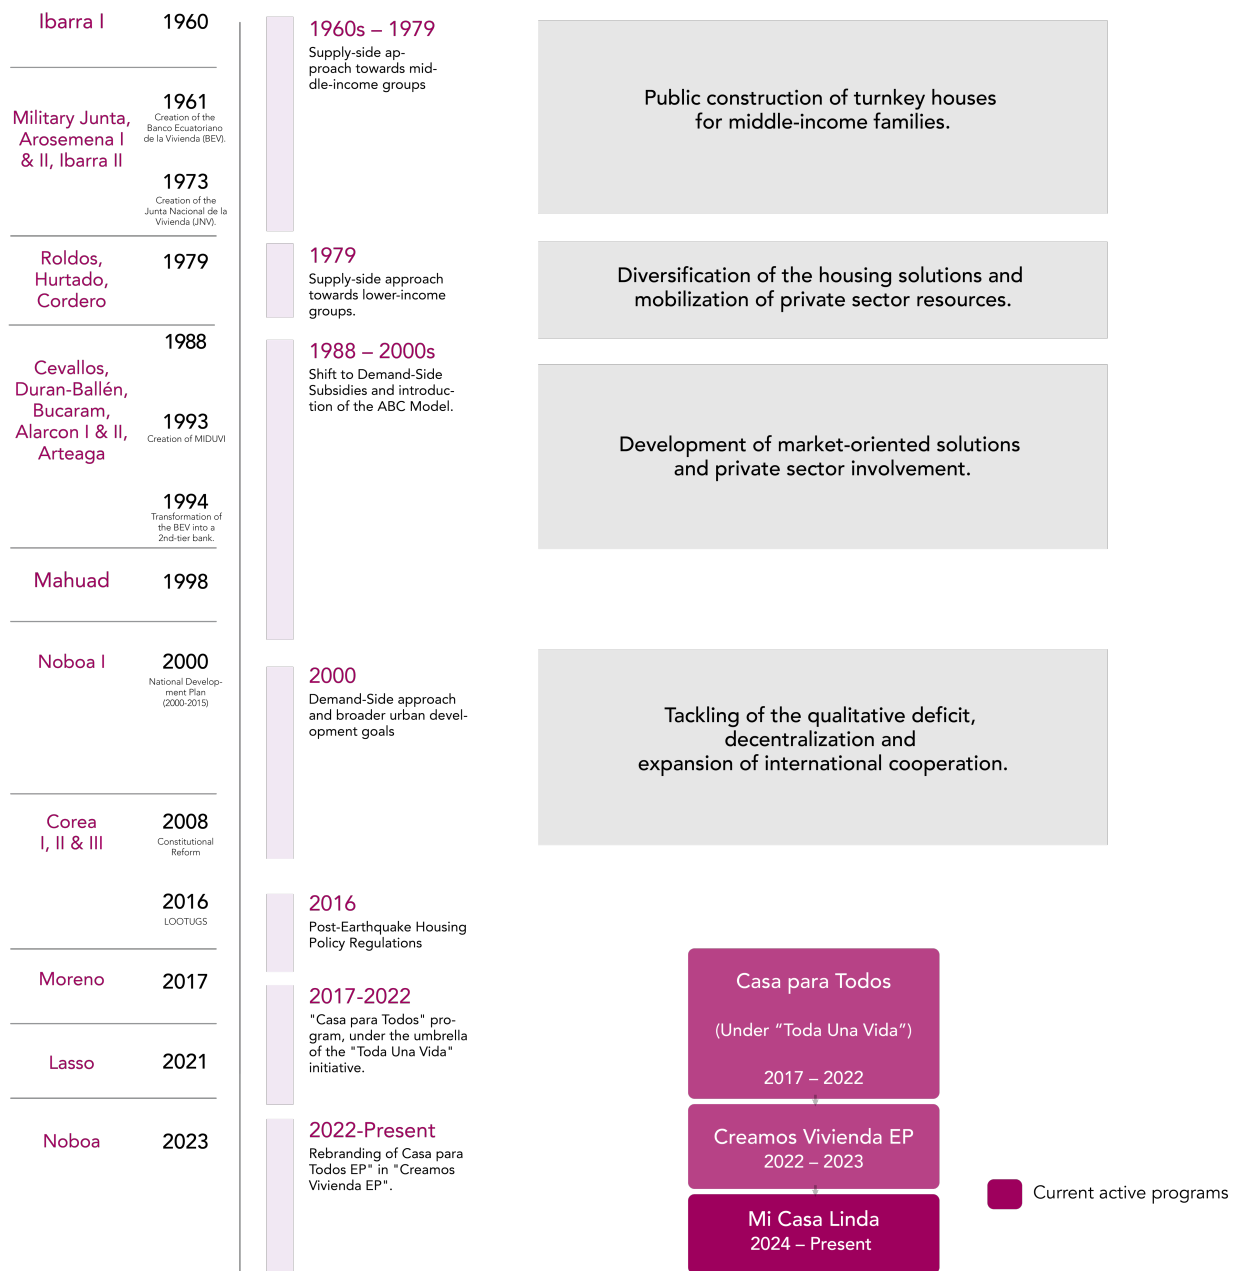 Ibarra I
1960
Military Junta,
Arosemena I
& II, Ibarra II
1961
Creation of the
Banco Ecuatoriano
de la Vivienda (BEV).
1973
Creation of the
Junta Nacional de la
Vivienda (JNV).
Roldos,
Hurtado,
Cordero
1979
1988
Cevallos,
Duran-Ballén,
Bucaram,
Alarcon I & II,
Arteaga
1993
Creation of MIDUVI
1994
Transformation of
the BEV into a
2nd-tier bank.
Mahuad
1998
Noboa I
2000
National Develop-
ment Plan
(2000-2015)
Corea
I, II & III
2008
Constitutional
Reform
2016
LOOTUGS
Moreno
2017
Lasso
2021
Noboa
2023
1960s – 1979
Supply-side ap-
proach towards mid-
dle-income groups
1979
Supply-side approach
towards lower-income
groups.
1988 – 2000s
Shift to Demand-Side
Subsidies and introduc-
tion of the ABC Model.
2000
Demand-Side approach
and broader urban devel-
opment goals
2016
Post-Earthquake Housing
Policy Regulations
2017-2022
"Casa para Todos" pro-
gram, under the umbrella
of the "Toda Una Vida"
initiative.
2022-Present
Rebranding of Casa para
Todos EP" in "Creamos
Vivienda EP".
Public construction of turnkey houses
for middle-income families.
Diversification of the housing solutions and
mobilization of private sector resources.
Development of market-oriented solutions
and private sector involvement.
Tackling of the qualitative deficit,
decentralization and
expansion of international cooperation.
Casa para Todos
(Under “Toda Una Vida”)
2017 – 2022
Creamos Vivienda EP
2022 – 2023
Mi Casa Linda
2024 – Present
Current active programs